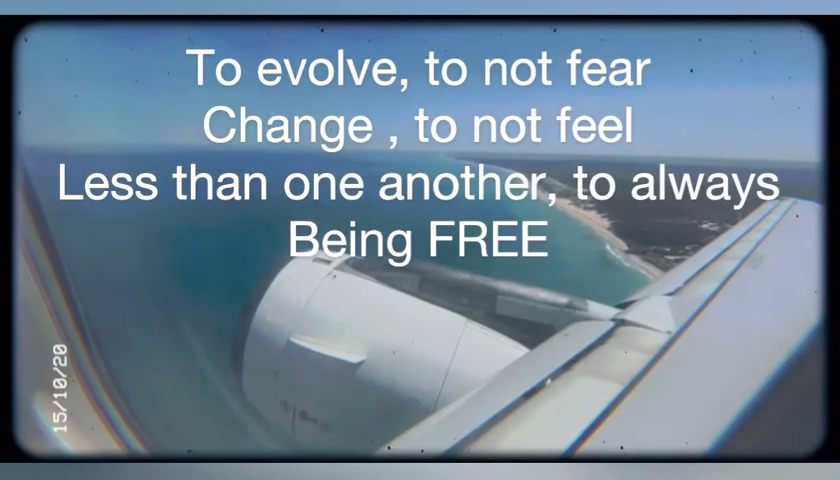 To evolve, to not fear
Change , to not feel
Less than one another, to always
Being FREE
15/10/20